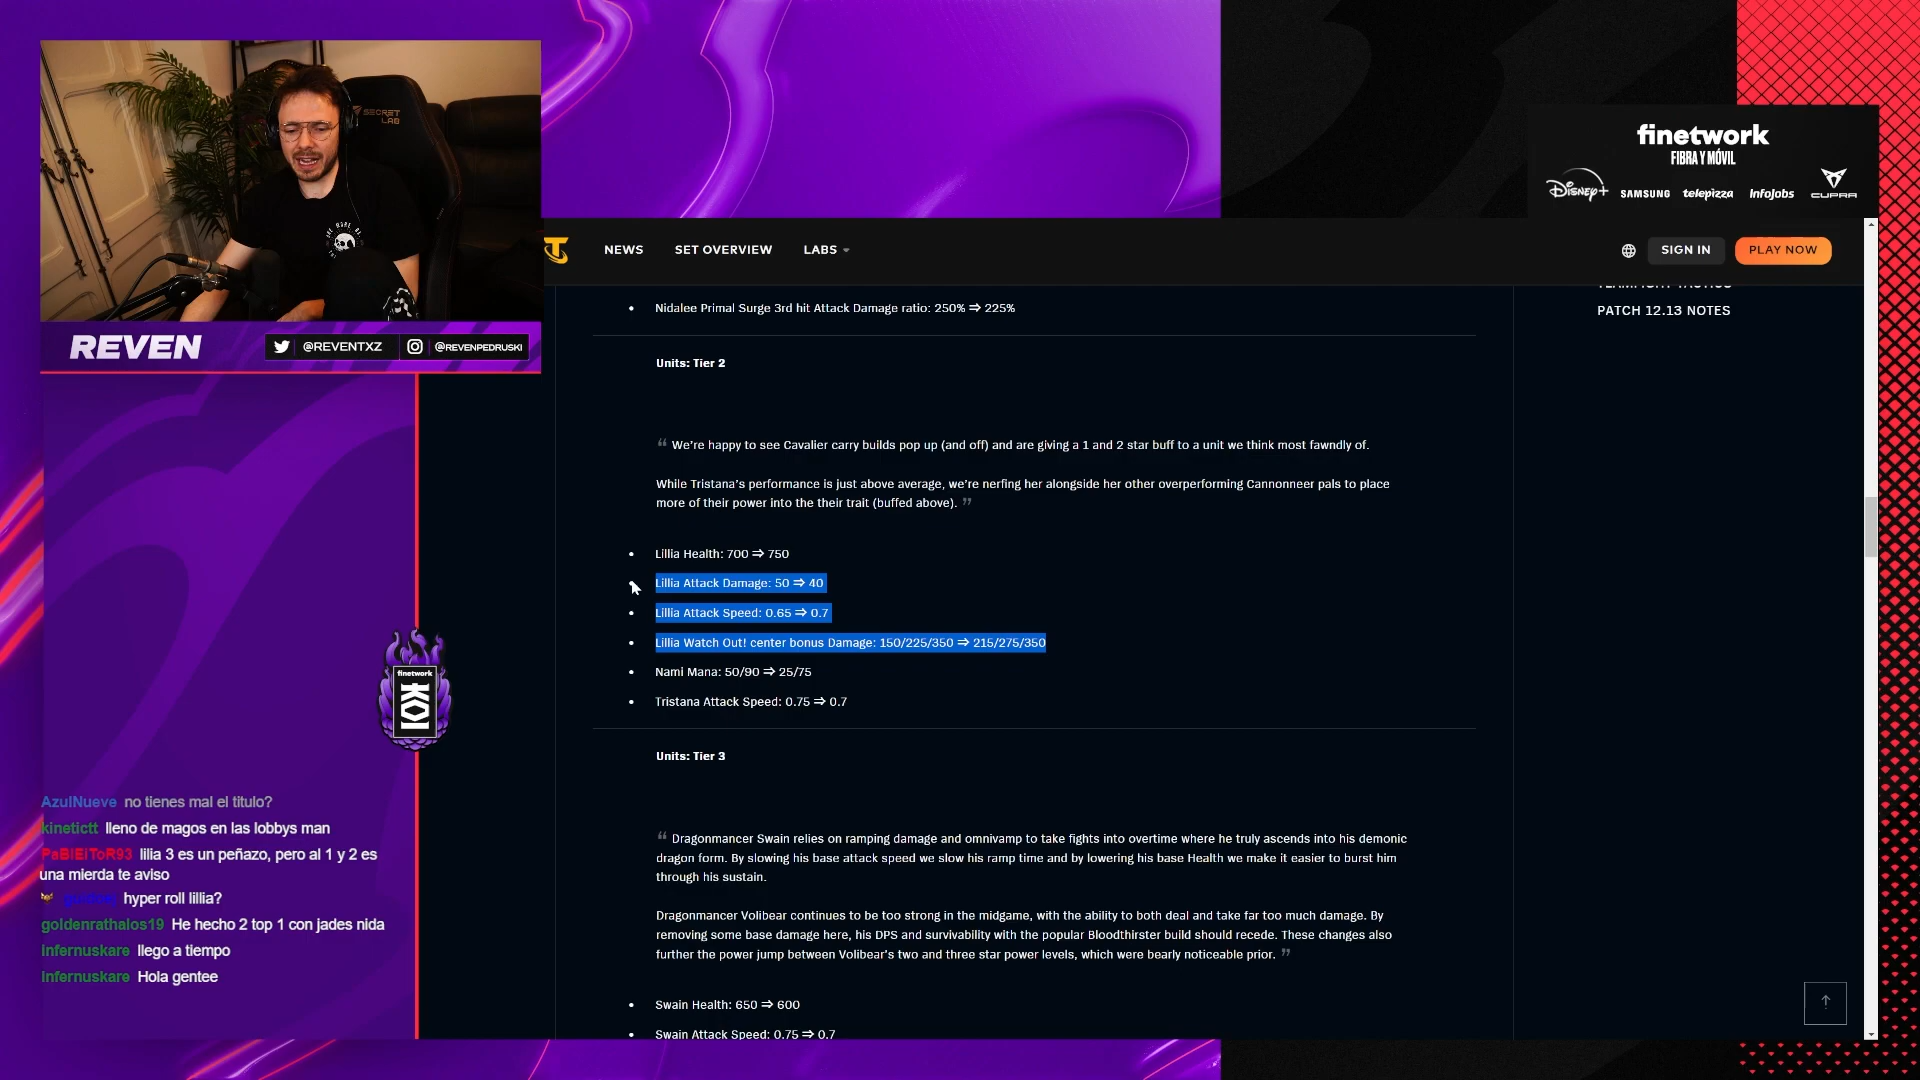 SECRET
LAB
REVEN
@REVENTXZ
@REVENPEDRUSKI
finetwork
FIBRA Y MÓVIL
Disney+
SAMSUNG
telepizza
InfoJobs
CUPRA
NEWS
SET OVERVIEW
LABS
SIGN IN
PLAY NOW
TEAMFIGHT TACTICS
PATCH 12.13 NOTES
• Nidalee Primal Surge 3rd hit Attack Damage ratio: 250% ⇒ 225%
Units: Tier 2
“ We’re happy to see Cavalier carry builds pop up (and off) and are giving a 1 and 2 star buff to a unit we think most fawndly of.
While Tristana’s performance is just above average, we’re nerfing her alongside her other overperforming Cannonneer pals to place
more of their power into the their trait (buffed above). ”
• Lillia Health: 700 ⇒ 750
• Lillia Attack Damage: 50 ⇒ 40
• Lillia Attack Speed: 0.65 ⇒ 0.7
• Lillia Watch Out! center bonus Damage: 150/225/350 ⇒ 215/275/350
• Nami Mana: 50/90 ⇒ 25/75
• Tristana Attack Speed: 0.75 ⇒ 0.7
Units: Tier 3
“ Dragonmancer Swain relies on ramping damage and omnivamp to take fights into overtime where he truly ascends into his demonic
dragon form. By slowing his base attack speed we slow his ramp time and by lowering his base Health we make it easier to burst him
through his sustain.
Dragonmancer Volibear continues to be too strong in the midgame, with the ability to both deal and take far too much damage. By
removing some base damage here, his DPS and survivability with the popular Bloodthirster build should recede. These changes also
further the power jump between Volibear’s two and three star power levels, which were bearly noticeable prior. ”
• Swain Health: 650 ⇒ 600
• Swain Attack Speed: 0.75 ⇒ 0.7
finetwork
KOI
AzulNueve no tienes mal el titulo?
kinetictt lleno de magos en las lobbys man
PaBlElToR93 lilia 3 es un peñazo, pero al 1 y 2 es
una mierda te aviso
hyper roll lillia?
goldenrathalos19 He hecho 2 top 1 con jades nida
infernuskare llego a tiempo
infernuskare Hola gentee